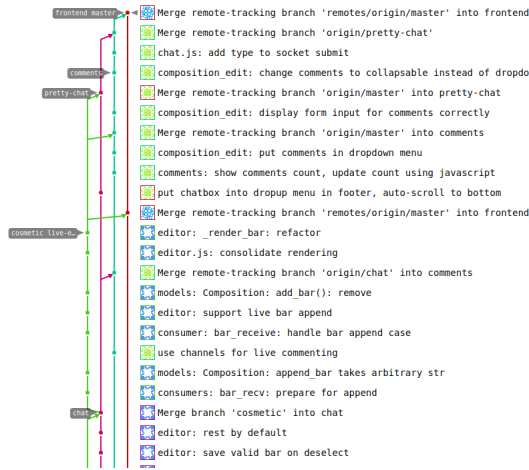 frontend master Merge remote-tracking branch 'remotes/origin/master' into frontend
Merge remote-tracking branch 'origin/pretty-chat'
chat.js: add type to socket submit
comments composition_edit: change comments to collapsable instead of dropdo
pretty-chat Merge remote-tracking branch 'origin/master' into pretty-chat
composition_edit: display form input for comments correctly
Merge remote-tracking branch 'origin/master' into comments
composition_edit: put comments in dropdown menu
comments: show comments count, update count using javascript
put chatbox into dropup menu in footer, auto-scroll to bottom
Merge remote-tracking branch 'remotes/origin/master' into frontend
cosmetic live-e… editor: _render_bar: refactor
editor.js: consolidate rendering
Merge remote-tracking branch 'origin/chat' into comments
models: Composition: add_bar(): remove
editor: support live bar append
consumer: bar_receive: handle bar append case
use channels for live commenting
models: Composition: append_bar takes arbitrary str
consumers: bar_recv: prepare for append
chat Merge branch 'cosmetic' into chat
editor: rest by default
editor: save valid bar on deselect